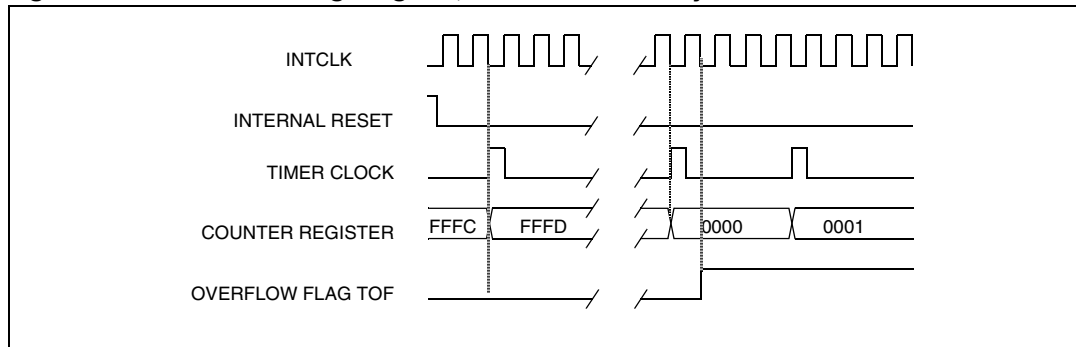 INTCLK
INTERNAL RESET
TIMER CLOCK
COUNTER REGISTER FFFC FFFD 0000 0001
OVERFLOW FLAG TOF